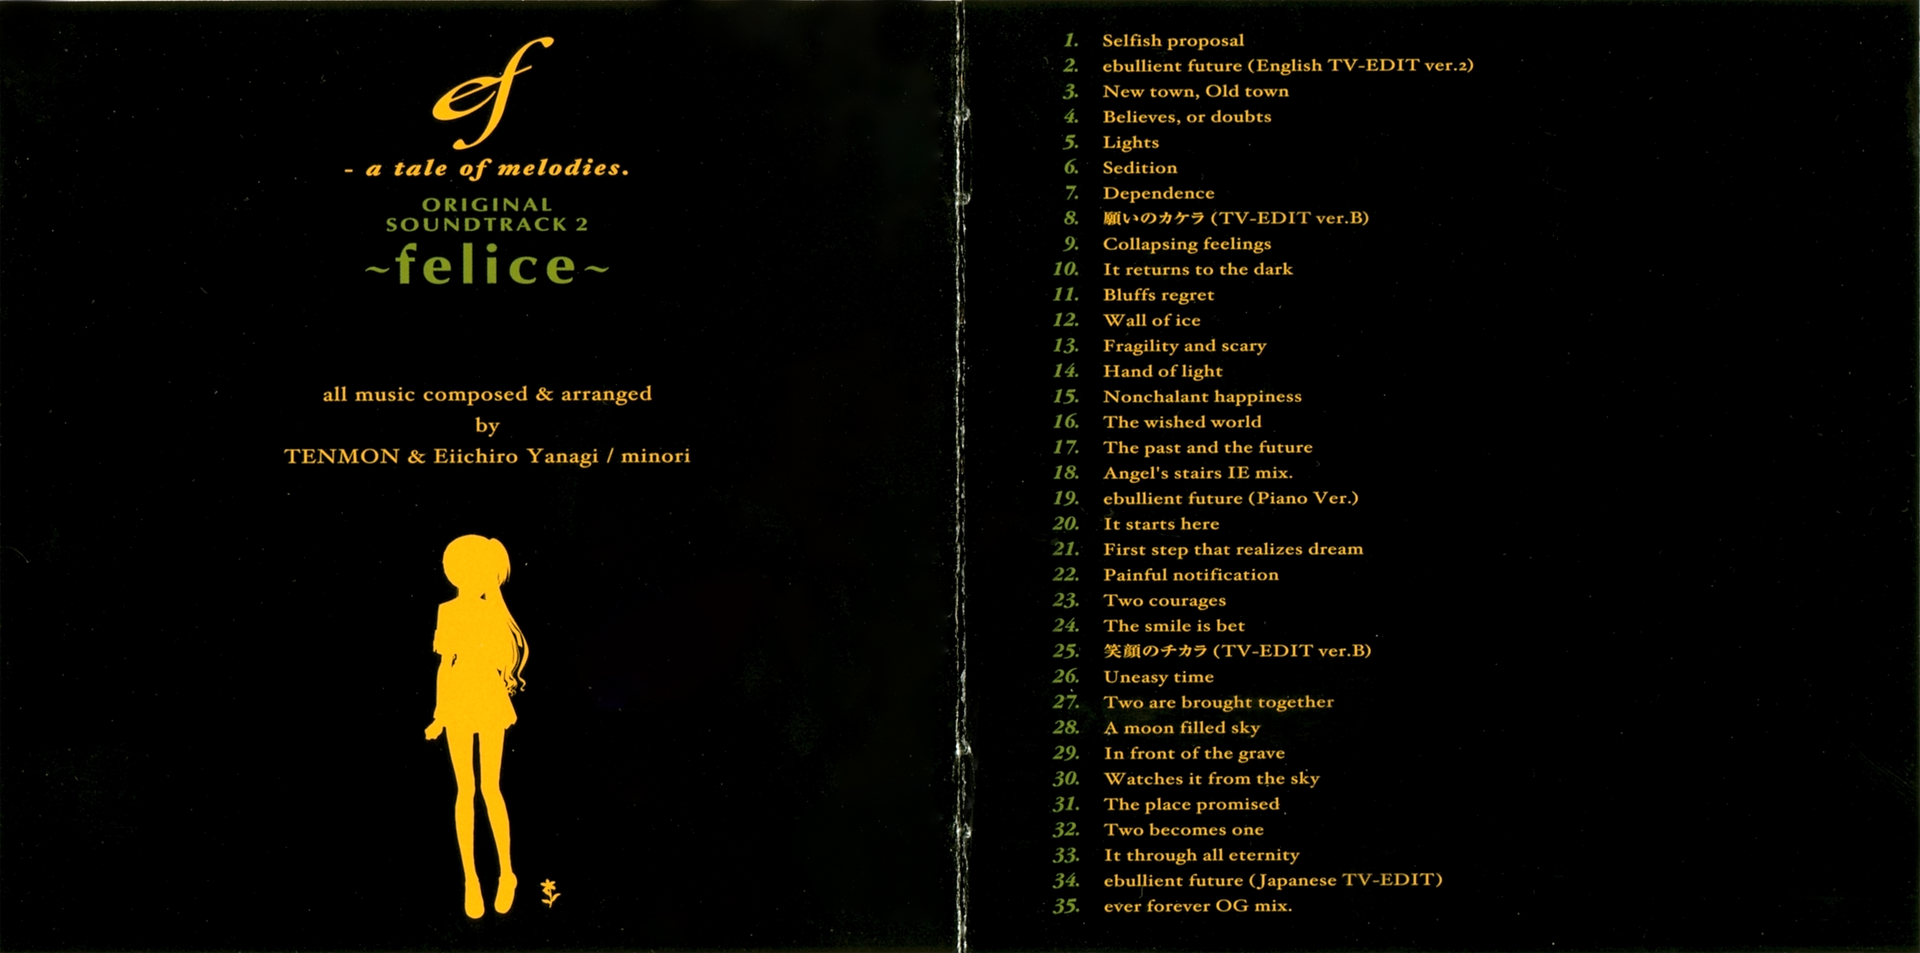 ef
- a tale of melodies.
ORIGINAL
SOUNDTRACK 2
~felice~
all music composed & arranged
by
TENMON & Eiichiro Yanagi / minori
1. Selfish proposal
2. ebullient future (English TV-EDIT ver.2)
3. New town, Old town
4. Believes, or doubts
5. Lights
6. Sedition
7. Dependence
8. 願いのカケラ (TV-EDIT ver.B)
9. Collapsing feelings
10. It returns to the dark
11. Bluffs regret
12. Wall of ice
13. Fragility and scary
14. Hand of light
15. Nonchalant happiness
16. The wished world
17. The past and the future
18. Angel's stairs IE mix.
19. ebullient future (Piano Ver.)
20. It starts here
21. First step that realizes dream
22. Painful notification
23. Two courages
24. The smile is bet
25. 笑顔のチカラ (TV-EDIT ver.B)
26. Uneasy time
27. Two are brought together
28. A moon filled sky
29. In front of the grave
30. Watches it from the sky
31. The place promised
32. Two becomes one
33. It through all eternity
34. ebullient future (Japanese TV-EDIT)
35. ever forever OG mix.